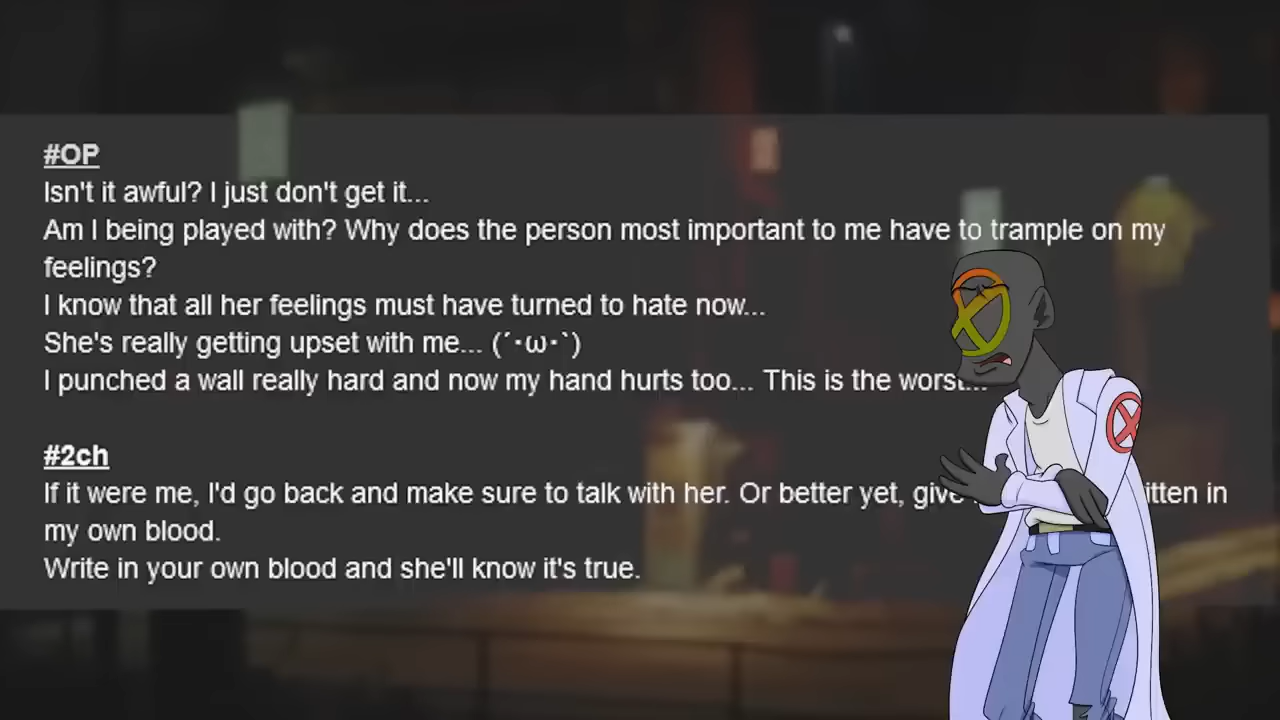 #OP
Isn't it awful? I just don't get it...
Am I being played with? Why does the person most important to me have to trample on my
feelings?
I know that all her feelings must have turned to hate now...
She's really getting upset with me... (´･ω･`)
I punched a wall really hard and now my hand hurts too... This is the worst...
#2ch
If it were me, I'd go back and make sure to talk with her. Or better yet, give in
my own blood.
Write in your own blood and she'll know it's true.